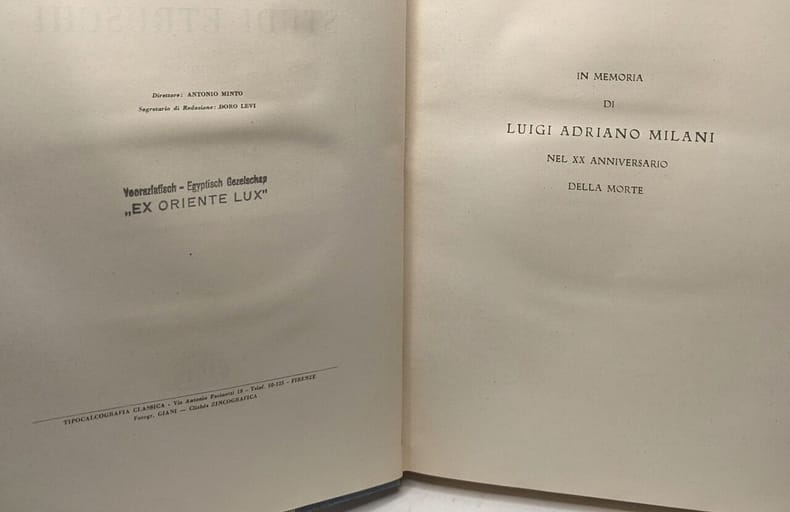 Direttore: ANTONIO MINTO
Segretario di Redazione: DORO LEVI
Vooraziatisch – Egyptisch Gezelschap
„EX ORIENTE LUX”
TIPOCALCOGRAFIA CLASSICA - Via Antonio Pacinotti 18 - Telef. 50-125 - FIRENZE
Fotogr. GIANI — Clichés ZINCOGRAFICA
IN MEMORIA
DI
LUIGI ADRIANO MILANI
NEL XX ANNIVERSARIO
DELLA MORTE